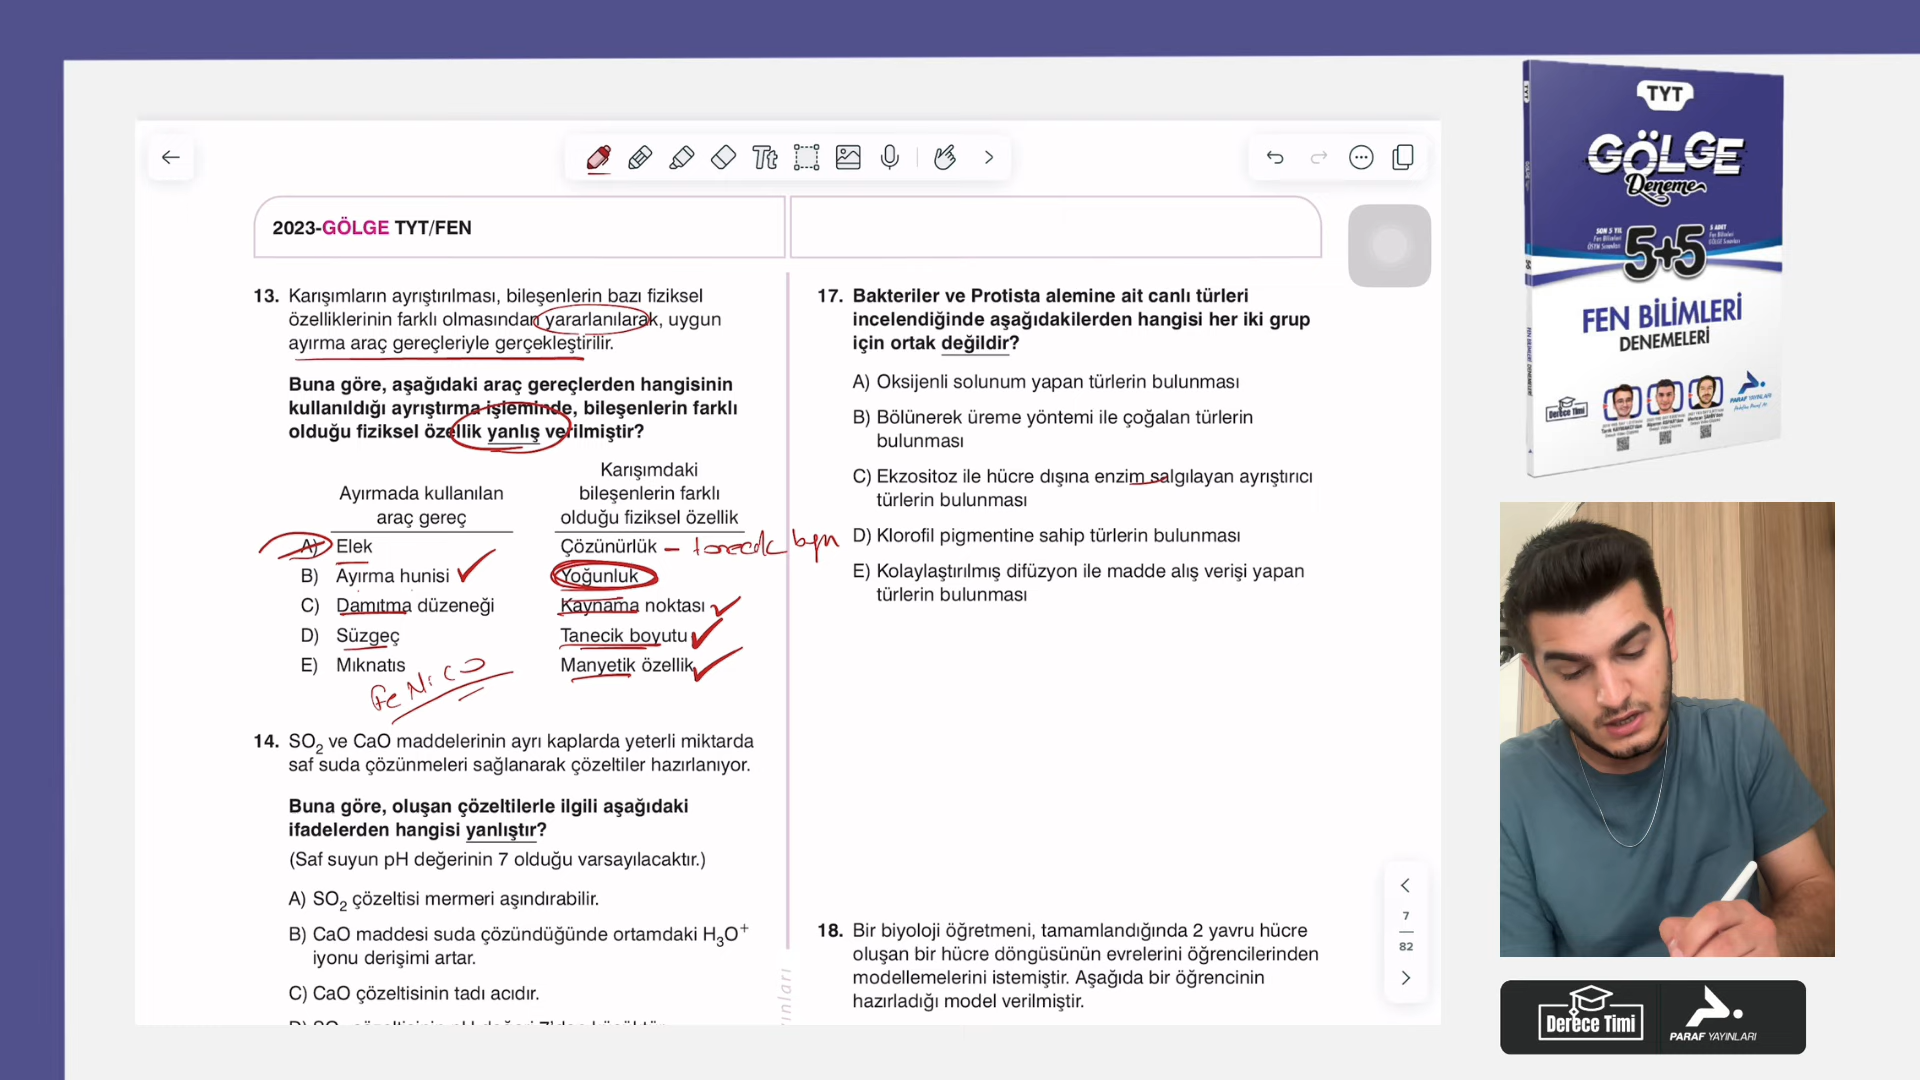 2023-GÖLGE TYT/FEN
13. Karışımların ayrıştırılması, bileşenlerin bazı fiziksel
özelliklerinin farklı olmasından yararlanılarak, uygun
ayırma araç gereçleriyle gerçekleştirilir.
Buna göre, aşağıdaki araç gereçlerden hangisinin
kullanıldığı ayrıştırma işleminde, bileşenlerin farklı
olduğu fiziksel özellik yanlış verilmiştir?
Ayırmada kullanılan
araç gereç
Karışımdaki
bileşenlerin farklı
olduğu fiziksel özellik
A) Elek Çözünürlük
B) Ayırma hunisi Yoğunluk
C) Damıtma düzeneği Kaynama noktası
D) Süzgeç Tanecik boyutu
E) Mıknatıs Manyetik özellik
Fe Ni CO
14. SO2 ve CaO maddelerinin ayrı kaplarda yeterli miktarda
saf suda çözünmeleri sağlanarak çözeltiler hazırlanıyor.
Buna göre, oluşan çözeltilerle ilgili aşağıdaki
ifadelerden hangisi yanlıştır?
(Saf suyun pH değerinin 7 olduğu varsayılacaktır.)
A) SO2 çözeltisi mermeri aşındırabilir.
B) CaO maddesi suda çözündüğünde ortamdaki H3O+
iyonu derişimi artar.
C) CaO çözeltisinin tadı acıdır.
17. Bakteriler ve Protista alemine ait canlı türleri
incelendiğinde aşağıdakilerden hangisi her iki grup
için ortak değildir?
A) Oksijenli solunum yapan türlerin bulunması
B) Bölünerek üreme yöntemi ile çoğalan türlerin
bulunması
C) Ekzositoz ile hücre dışına enzim salgılayan ayrıştırıcı
türlerin bulunması
D) Klorofil pigmentine sahip türlerin bulunması
E) Kolaylaştırılmış difüzyon ile madde alış verişi yapan
türlerin bulunması
18. Bir biyoloji öğretmeni, tamamlandığında 2 yavru hücre
oluşan bir hücre döngüsünün evrelerini öğrencilerinden
modellemelerini istemiştir. Aşağıda bir öğrencinin
hazırladığı model verilmiştir.
7
82
TYT
GÖLGE
Deneme
5+5
FEN BİLİMLERİ
DENEMELERİ
Derece Timi
PARAF YAYINLARI
Derece Timi
PARAF YAYINLARI